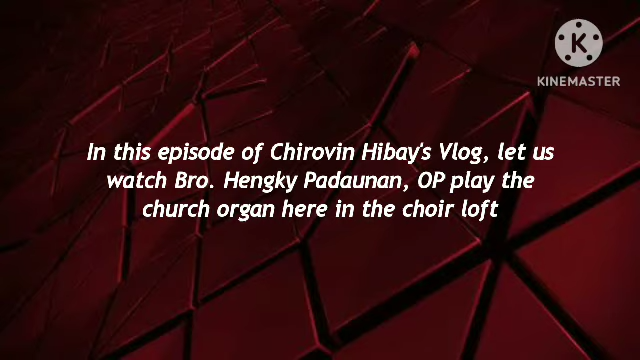 K
KINEMASTER
In this episode of Chirovin Hibay's Vlog, let us
watch Bro. Hengky Padaunan, OP play the
church organ here in the choir loft